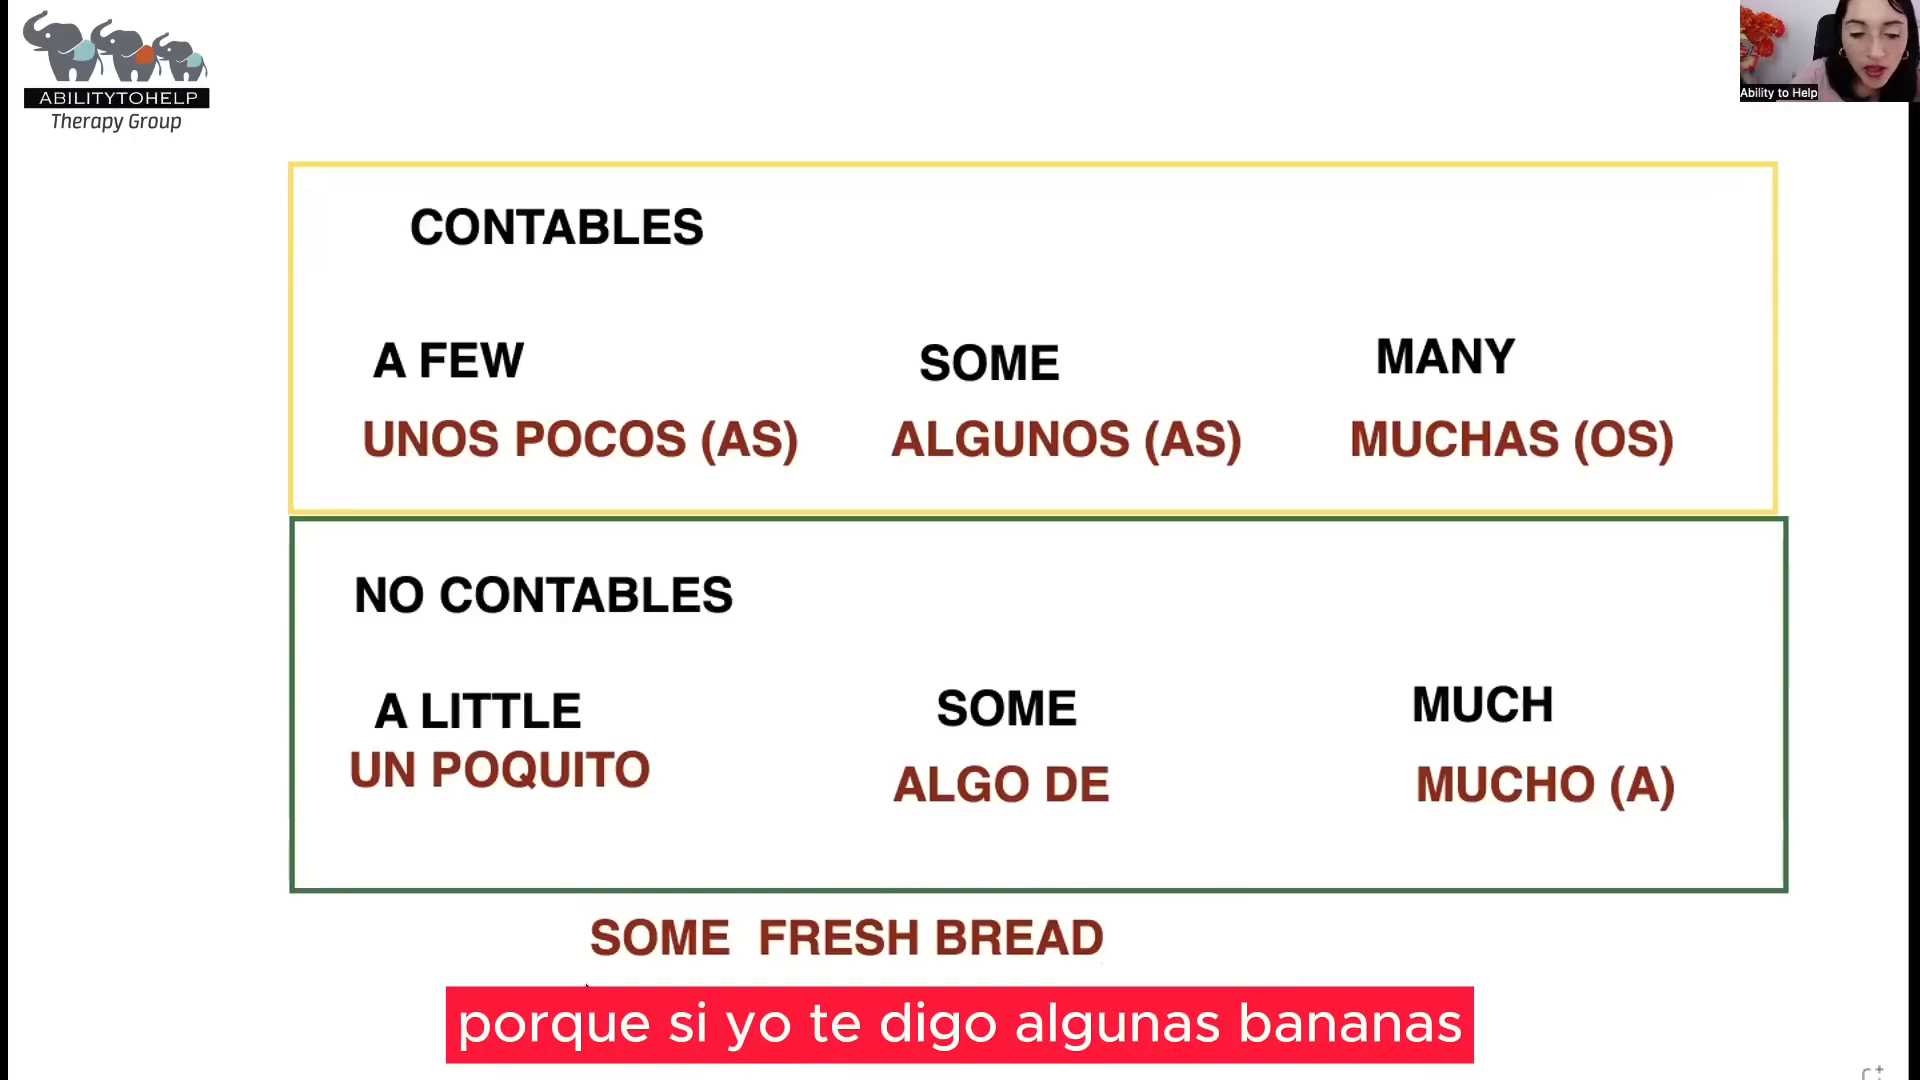 ABILITYTOHELP
Therapy Group
Ability to Help
CONTABLES
A FEW SOME MANY
UNOS POCOS (AS) ALGUNOS (AS) MUCHAS (OS)
NO CONTABLES
A LITTLE SOME MUCH
UN POQUITO ALGO DE MUCHO (A)
SOME FRESH BREAD
porque si yo te digo algunas bananas